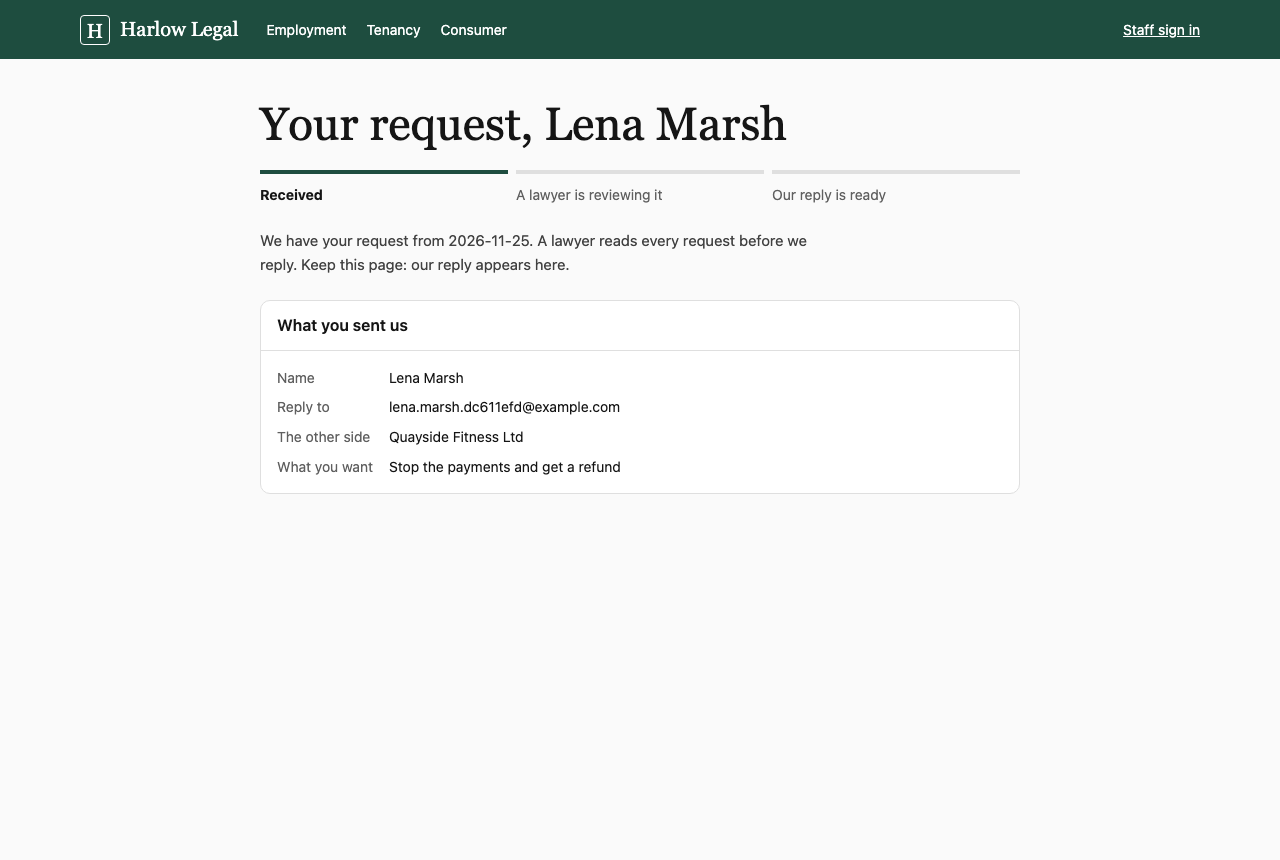 H Harlow Legal Employment Tenancy Consumer Staff sign in
Your request, Lena Marsh
Received A lawyer is reviewing it Our reply is ready
We have your request from 2026-11-25. A lawyer reads every request before we
reply. Keep this page: our reply appears here.
What you sent us
Name Lena Marsh
Reply to lena.marsh.dc611efd@example.com
The other side Quayside Fitness Ltd
What you want Stop the payments and get a refund